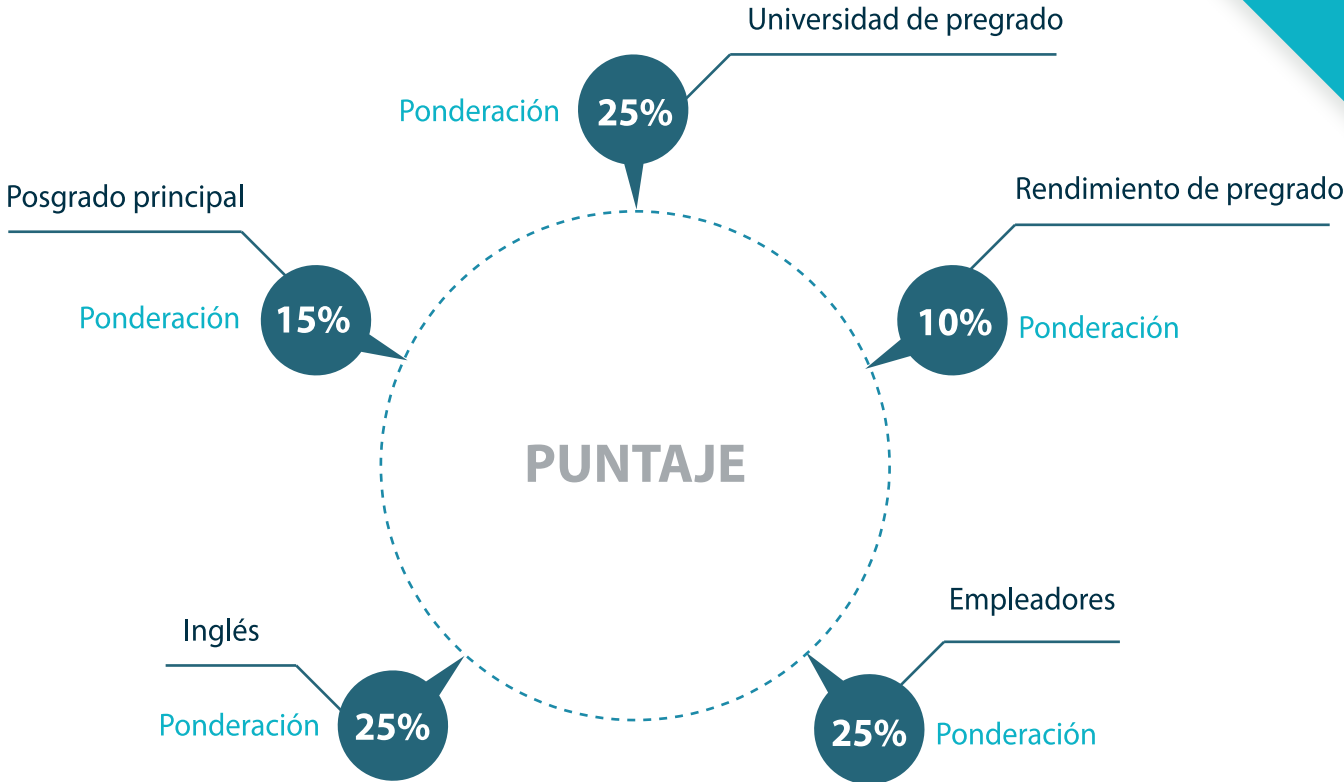 Universidad de pregrado
Ponderación
25%
Posgrado principal
Ponderación
15%
Rendimiento de pregrado
10%
Ponderación
PUNTAJE
Inglés
Ponderación
25%
Empleadores
25%
Ponderación